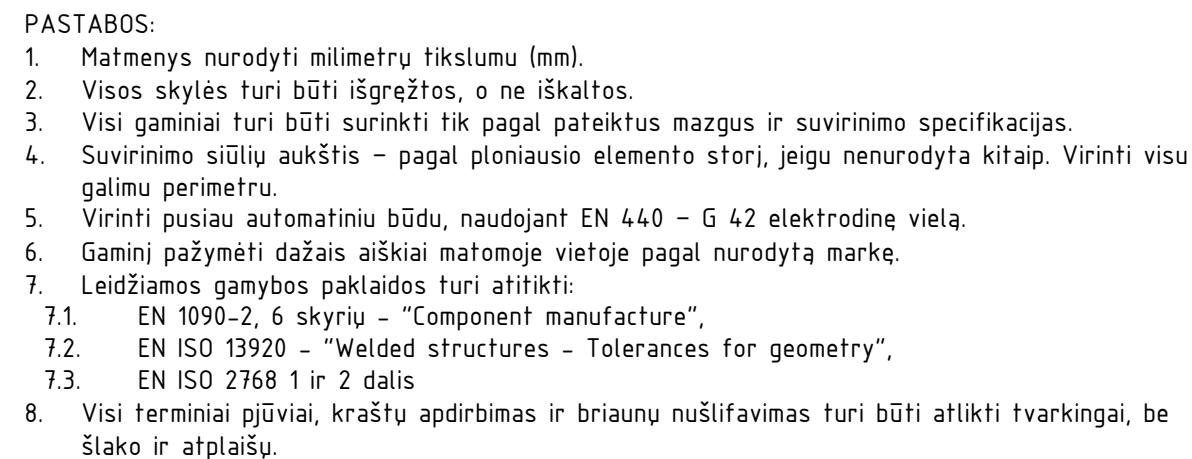 PASTABOS:
1. Matmenys nurodyti milimetrų tikslumu (mm).
2. Visos skylės turi būti išgręžtos, o ne iškaltos.
3. Visi gaminiai turi būti surinkti tik pagal pateiktus mazgus ir suvirinimo specifikacijas.
4. Suvirinimo siūlių aukštis – pagal ploniausio elemento storį, jeigu nenurodyta kitaip. Virinti visu
galimu perimetru.
5. Virinti pusiau automatiniu būdu, naudojant EN 440 – G 42 elektrodinę vielą.
6. Gaminį pažymėti dažais aiškiai matomoje vietoje pagal nurodytą markę.
7. Leidžiamos gamybos paklaidos turi atitikti:
7.1. EN 1090-2, 6 skyrių - "Component manufacture",
7.2. EN ISO 13920 - "Welded structures - Tolerances for geometry",
7.3. EN ISO 2768 1 ir 2 dalis
8. Visi terminiai pjūviai, kraštų apdirbimas ir briaunų nušlifavimas turi būti atlikti tvarkingai, be
šlako ir atplaišų.